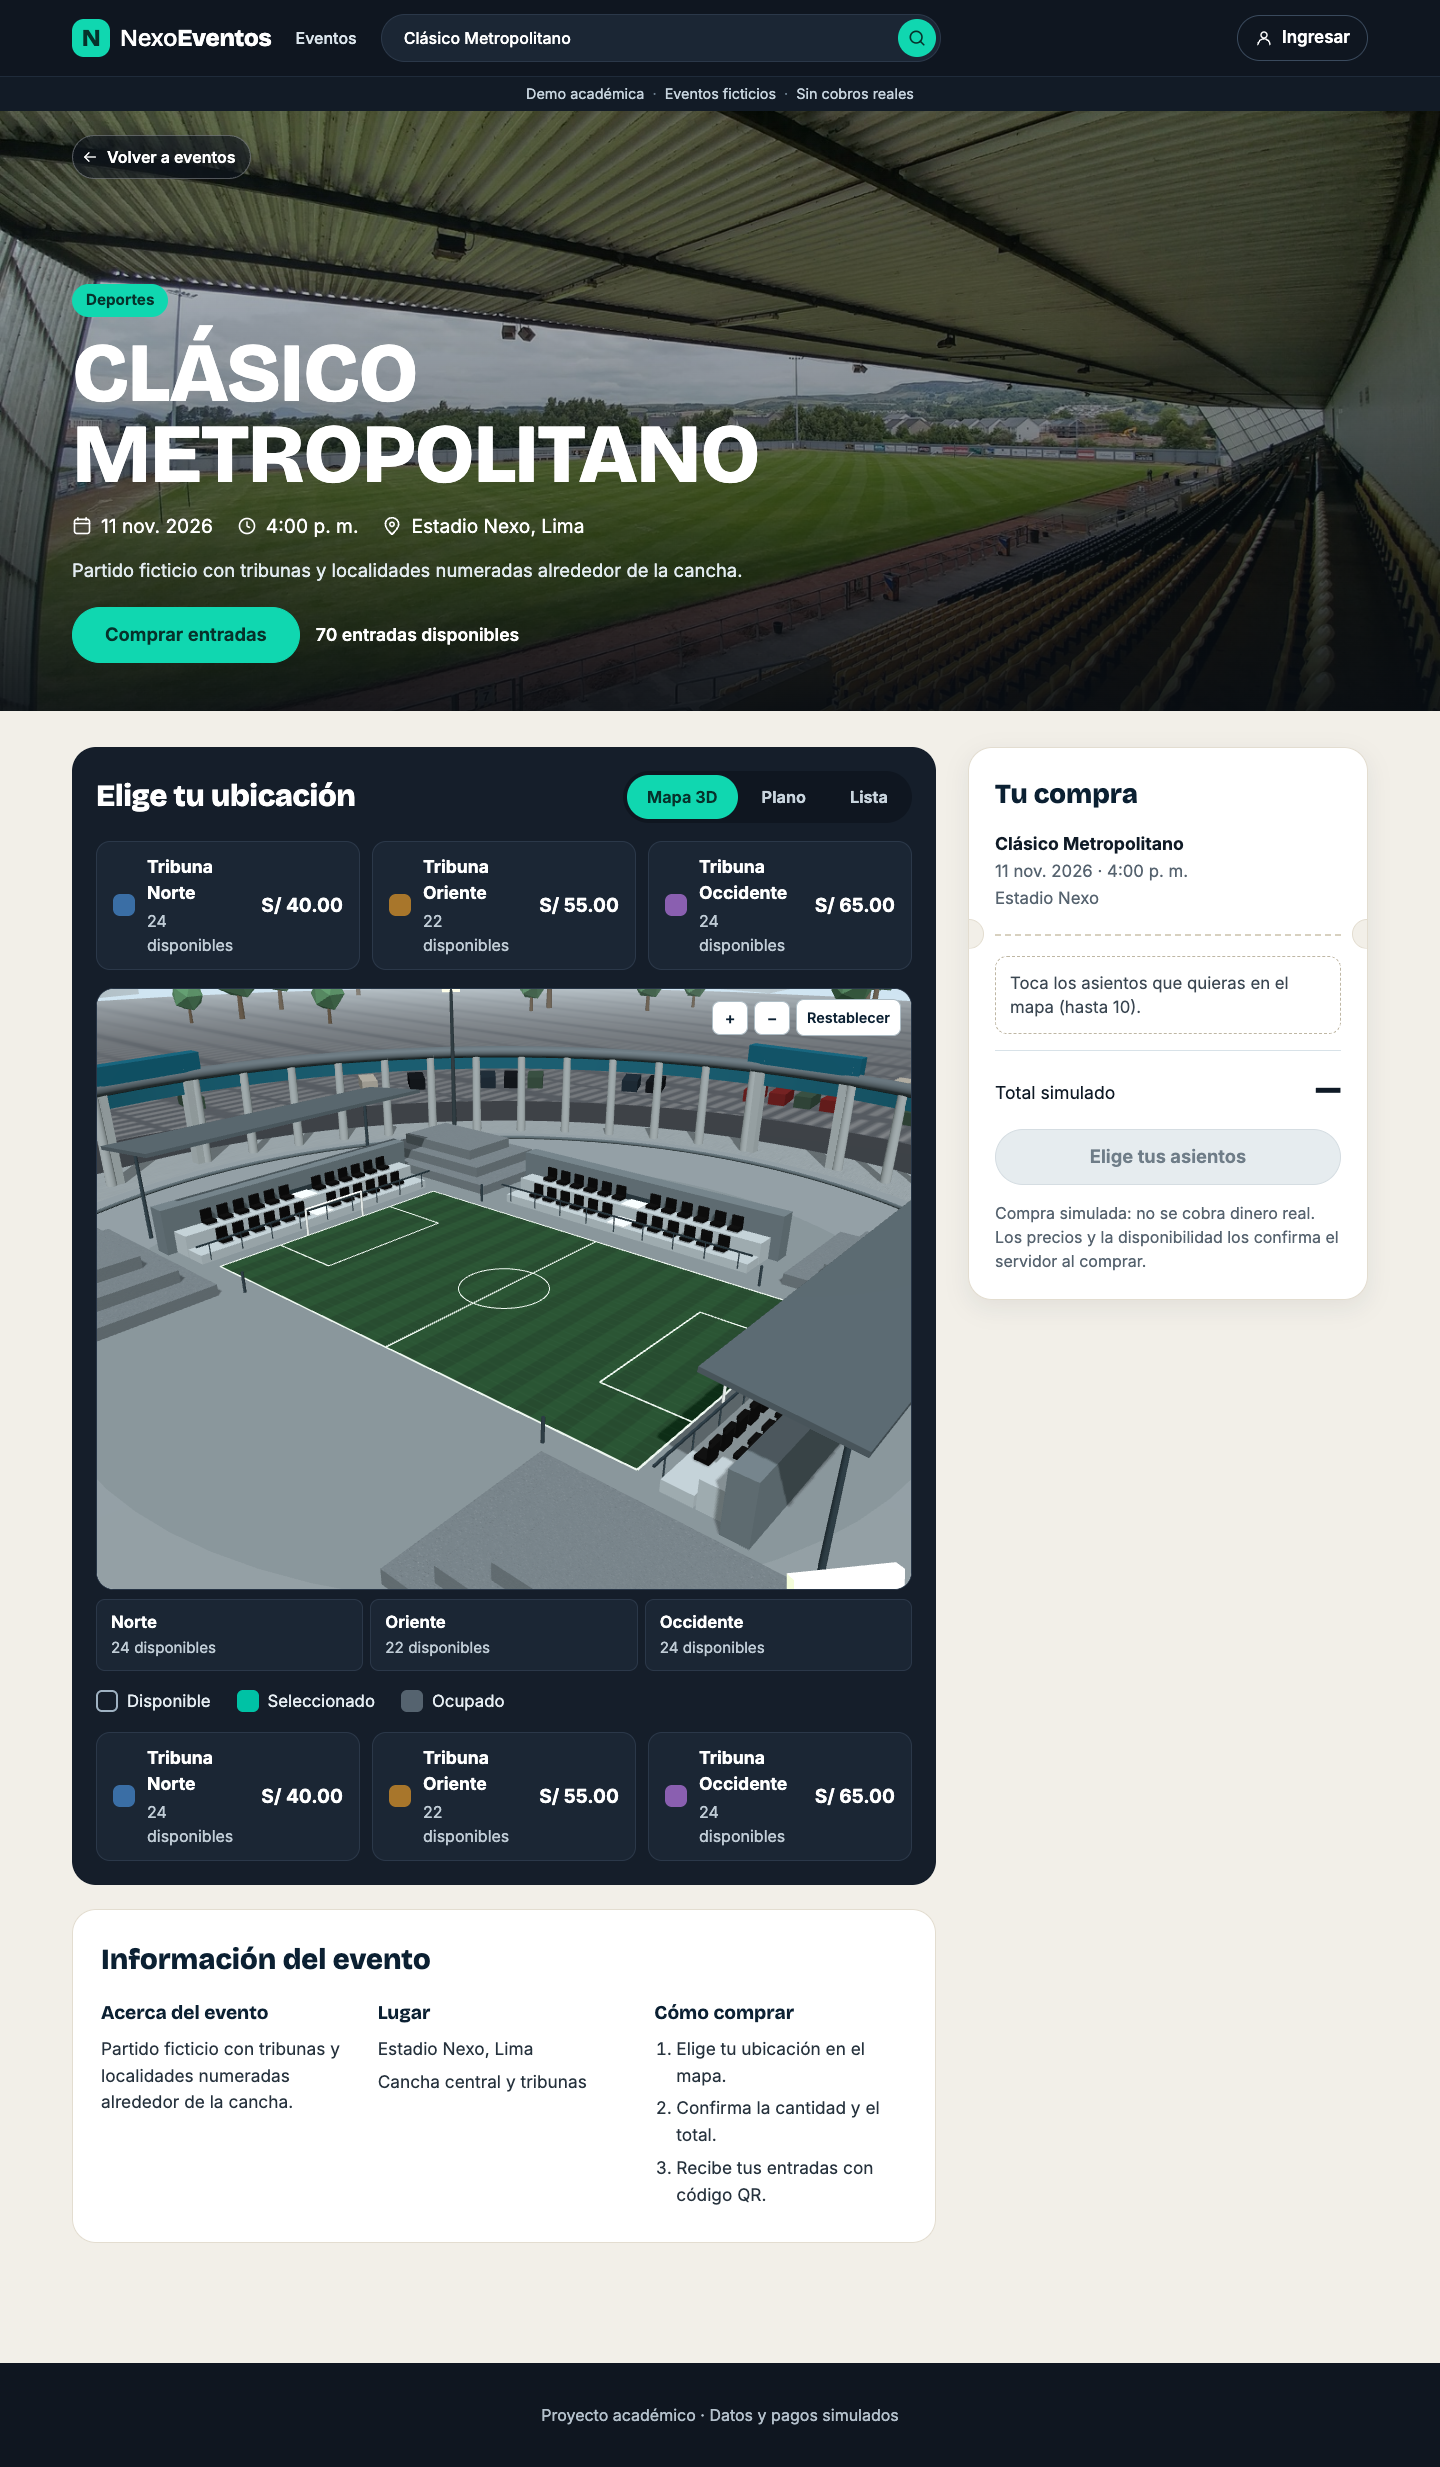 N NexoEventos
Eventos
Clásico Metropolitano
Ingresar
Demo académica · Eventos ficticios · Sin cobros reales
← Volver a eventos
Deportes
CLÁSICO
METROPOLITANO
11 nov. 2026
4:00 p. m.
Estadio Nexo, Lima
Partido ficticio con tribunas y localidades numeradas alrededor de la cancha.
Comprar entradas
70 entradas disponibles
Elige tu ubicación
Mapa 3D
Plano
Lista
Tribuna
Norte
24
disponibles
S/ 40.00
Tribuna
Oriente
22
disponibles
S/ 55.00
Tribuna
Occidente
24
disponibles
S/ 65.00
+
−
Restablecer
Norte
24 disponibles
Oriente
22 disponibles
Occidente
24 disponibles
Disponible
Seleccionado
Ocupado
Tribuna
Norte
24
disponibles
S/ 40.00
Tribuna
Oriente
22
disponibles
S/ 55.00
Tribuna
Occidente
24
disponibles
S/ 65.00
Tu compra
Clásico Metropolitano
11 nov. 2026 · 4:00 p. m.
Estadio Nexo
Toca los asientos que quieras en el
mapa (hasta 10).
Total simulado
—
Elige tus asientos
Compra simulada: no se cobra dinero real.
Los precios y la disponibilidad los confirma el
servidor al comprar.
Información del evento
Acerca del evento
Partido ficticio con tribunas y
localidades numeradas
alrededor de la cancha.
Lugar
Estadio Nexo, Lima
Cancha central y tribunas
Cómo comprar
1. Elige tu ubicación en el
mapa.
2. Confirma la cantidad y el
total.
3. Recibe tus entradas con
código QR.
Proyecto académico · Datos y pagos simulados